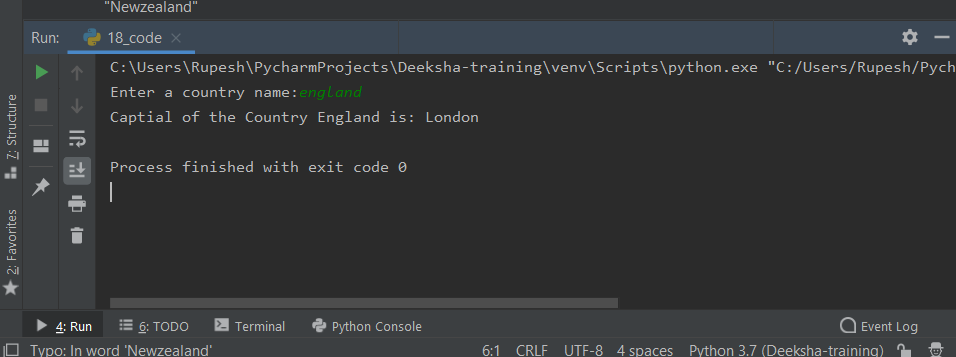 "Newzealand"
Run: 18_code
C:\Users\Rupesh\PycharmProjects\Deeksha-training\venv\Scripts\python.exe "C:/Users/Rupesh/Pych
Enter a country name:england
Captial of the Country England is: London
Process finished with exit code 0
7: Structure
2: Favorites
4: Run 6: TODO Terminal Python Console Event Log
Typo: In word 'Newzealand' 6:1 CRLF UTF-8 4 spaces Python 3.7 (Deeksha-training)